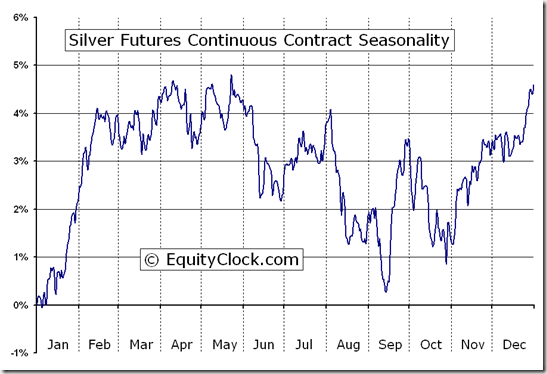 Silver Futures Continuous Contract Seasonality
6%
5%
4%
3%
2%
1%
0%
-1%
© EquityClock.com
Jan Feb Mar Apr May Jun Jul Aug Sep Oct Nov Dec